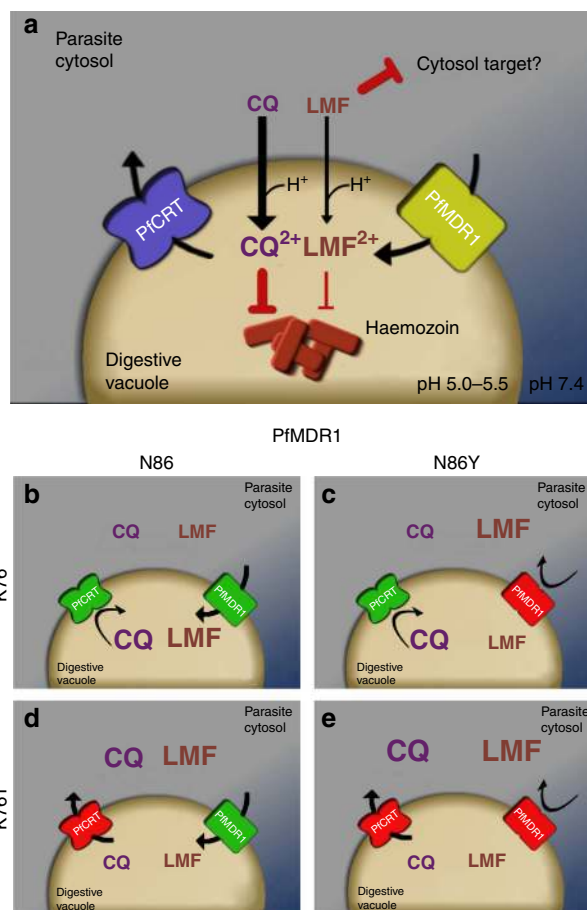 a
Parasite
cytosol
Cytosol target?
CQ
LMF
H+
H+
PfCRT
PfMDR1
CQ2+
LMF2+
Haemozoin
Digestive
vacuole
pH 5.0–5.5
pH 7.4
PfMDR1
N86
N86Y
b
Parasite
cytosol
CQ
LMF
PfCRT
PfMDR1
CQ
LMF
Digestive
vacuole
c
Parasite
cytosol
CQ
LMF
PfCRT
PfMDR1
CQ
LMF
Digestive
vacuole
d
Parasite
cytosol
CQ
LMF
PfCRT
PfMDR1
CQ
LMF
Digestive
vacuole
e
Parasite
cytosol
CQ
LMF
PfCRT
PfMDR1
CQ
LMF
Digestive
vacuole